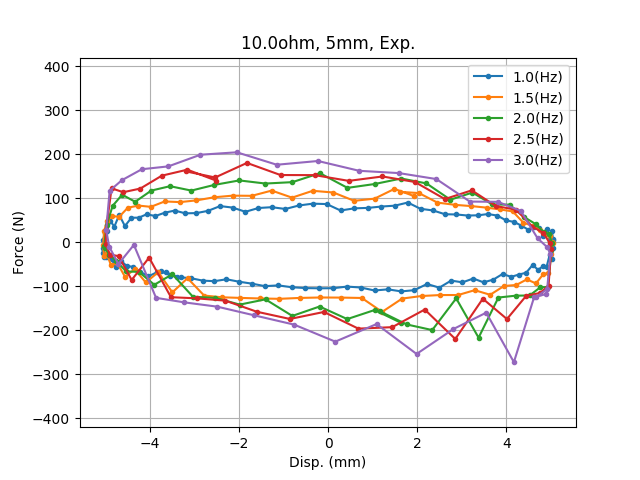 10.0ohm, 5mm, Exp.
400
300
200
100
0
−100
−200
−300
−400
Force (N)
1.0(Hz)
1.5(Hz)
2.0(Hz)
2.5(Hz)
3.0(Hz)
−4 −2 0 2 4
Disp. (mm)